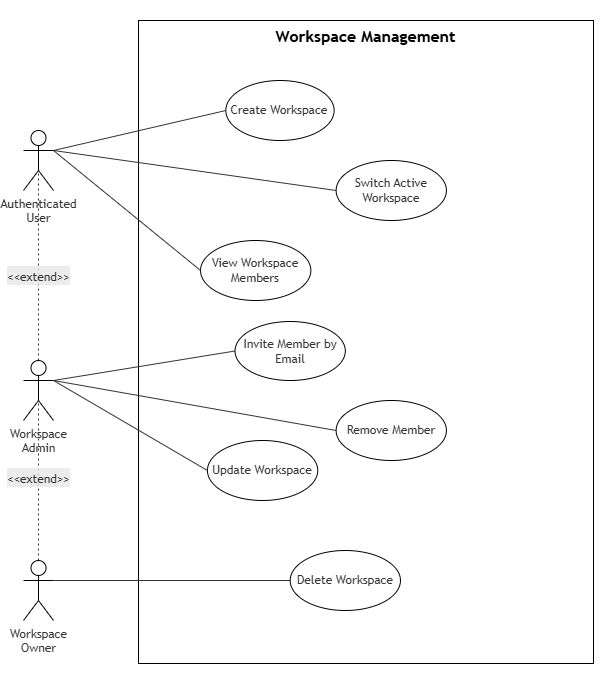 Workspace Management
Create Workspace
Switch Active
Workspace
Authenticated
User
View Workspace
Members
<<extend>>
Invite Member by
Email
Workspace
Admin
Remove Member
Update Workspace
<<extend>>
Delete Workspace
Workspace
Owner